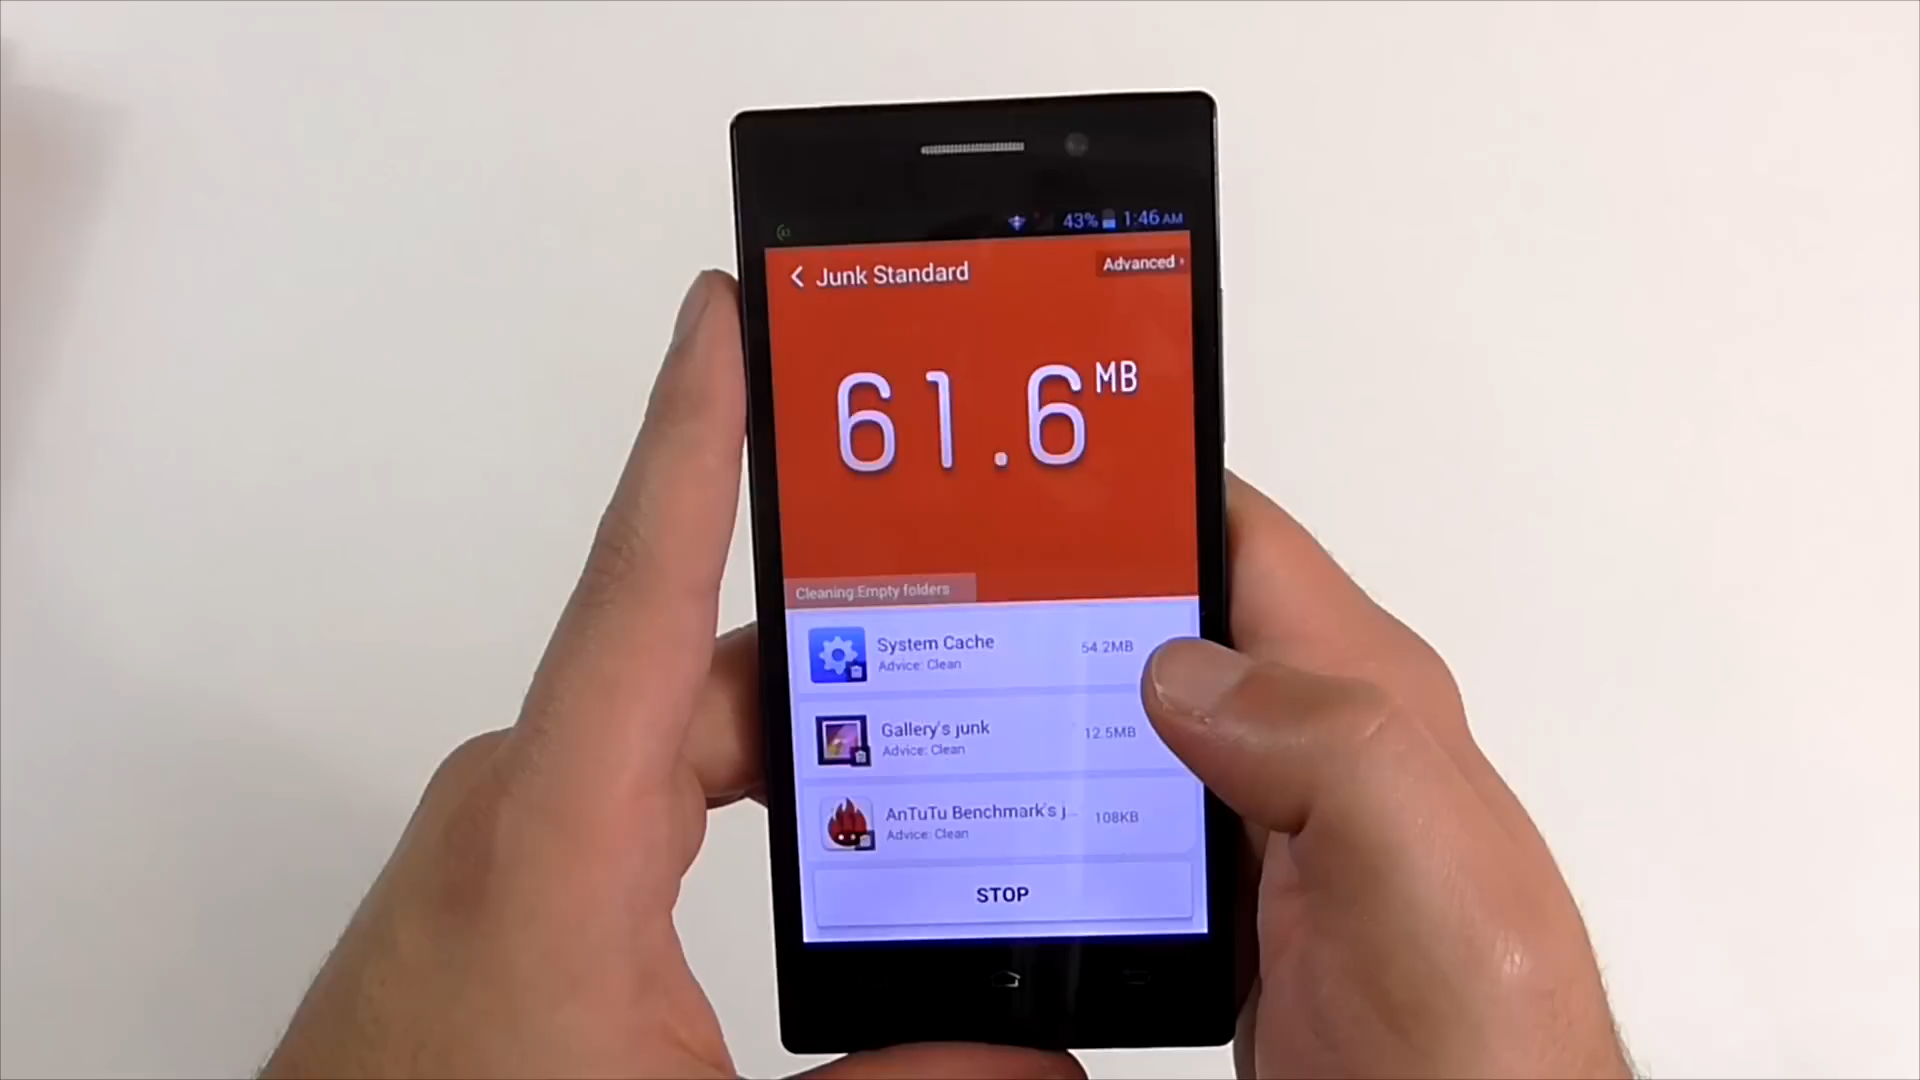 43% 1:46 AM
Junk Standard
Advanced
61.6 MB
Cleaning:Empty folders
System Cache
54.2MB
Advice: Clean
Gallery's junk
12.5MB
Advice: Clean
AnTuTu Benchmark's j...
108KB
Advice: Clean
STOP